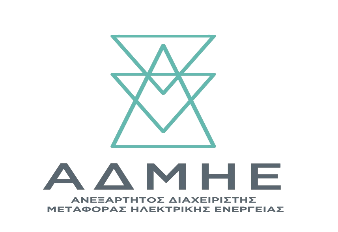 ΑΔΜΗΕ
ΑΝΕΞΑΡΤΗΤΟΣ ΔΙΑΧΕΙΡΙΣΤΗΣ
ΜΕΤΑΦΟΡΑΣ ΗΛΕΚΤΡΙΚΗΣ ΕΝΕΡΓΕΙΑΣ